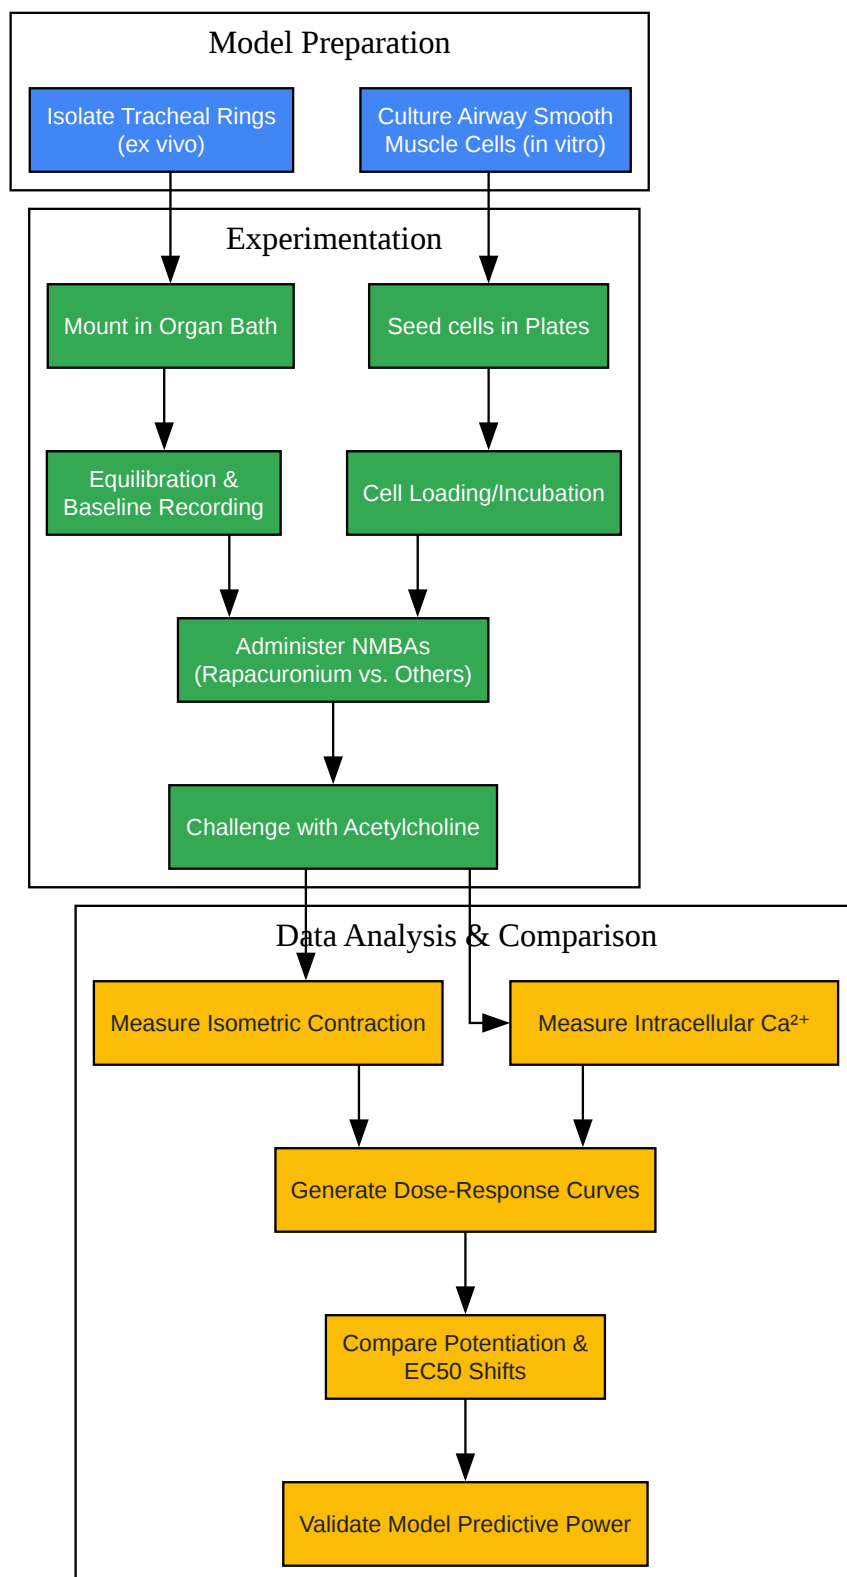 Model Preparation
Isolate Tracheal Rings
(ex vivo)
Culture Airway Smooth
Muscle Cells (in vitro)
Experimentation
Mount in Organ Bath
Seed cells in Plates
Equilibration &
Baseline Recording
Cell Loading/Incubation
Administer NMBAs
(Rapacuronium vs. Others)
Challenge with Acetylcholine
Data Analysis & Comparison
Measure Isometric Contraction
Measure Intracellular Ca²⁺
Generate Dose-Response Curves
Compare Potentiation &
EC50 Shifts
Validate Model Predictive Power